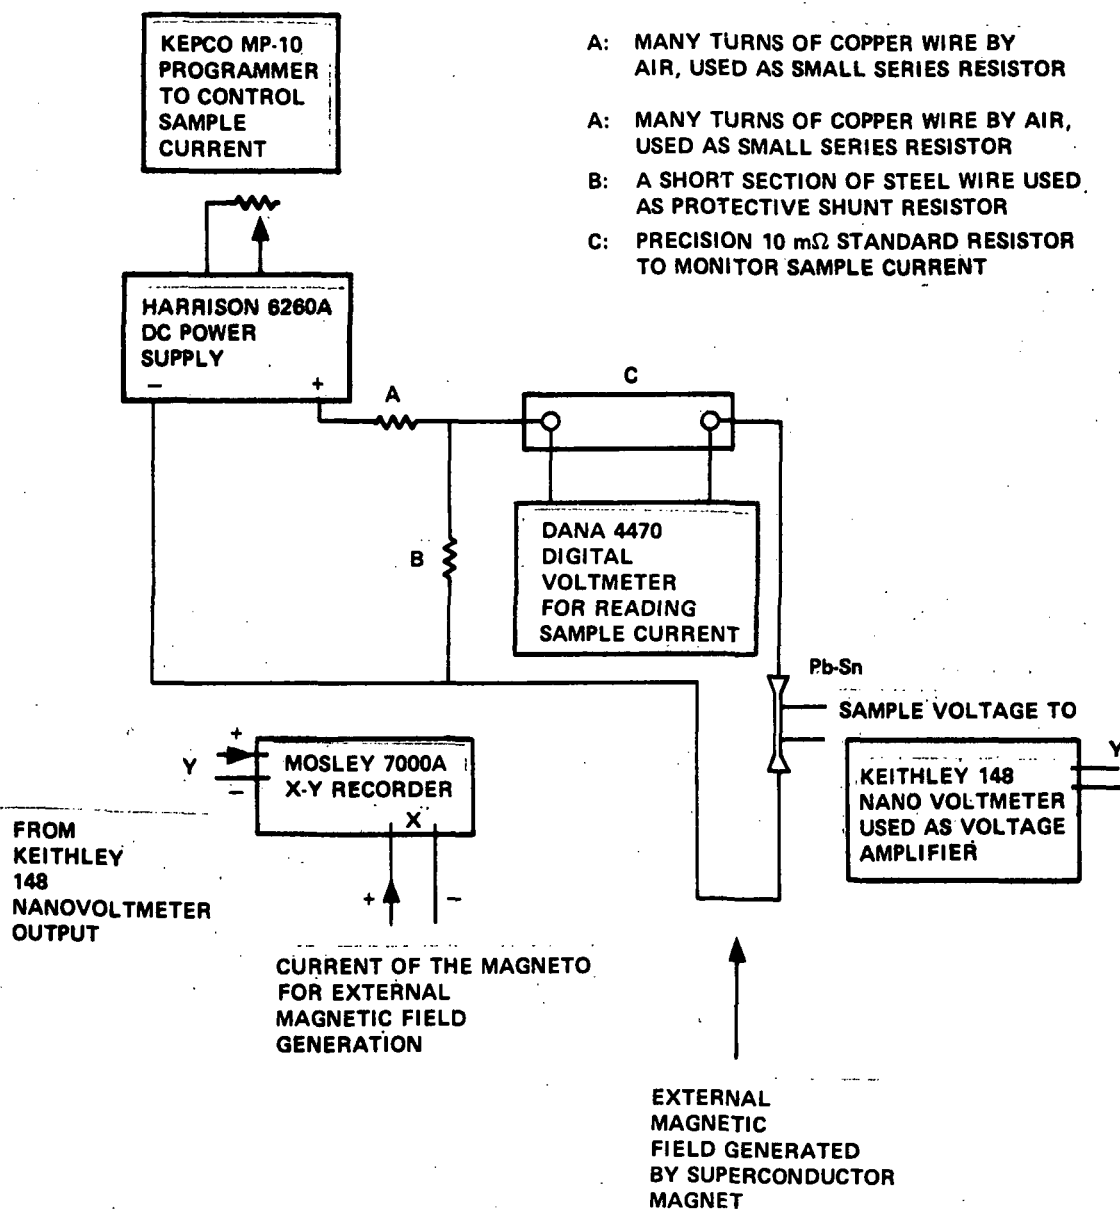 KEPCO MP-10
PROGRAMMER
TO CONTROL
SAMPLE
CURRENT
A: MANY TURNS OF COPPER WIRE BY
AIR, USED AS SMALL SERIES RESISTOR
A: MANY TURNS OF COPPER WIRE BY AIR,
USED AS SMALL SERIES RESISTOR
B: A SHORT SECTION OF STEEL WIRE USED
AS PROTECTIVE SHUNT RESISTOR
C: PRECISION 10 mΩ STANDARD RESISTOR
TO MONITOR SAMPLE CURRENT
HARRISON 6260A
DC POWER
SUPPLY
− +
A
C
B
DANA 4470
DIGITAL
VOLTMETER
FOR READING
SAMPLE CURRENT
Pb-Sn
SAMPLE VOLTAGE TO
KEITHLEY 148
NANO VOLTMETER
USED AS VOLTAGE
AMPLIFIER
Y
+
Y
−
MOSLEY 7000A
X-Y RECORDER
X
+ −
FROM
KEITHLEY
148
NANOVOLTMETER
OUTPUT
CURRENT OF THE MAGNETO
FOR EXTERNAL
MAGNETIC FIELD
GENERATION
EXTERNAL
MAGNETIC
FIELD GENERATED
BY SUPERCONDUCTOR
MAGNET